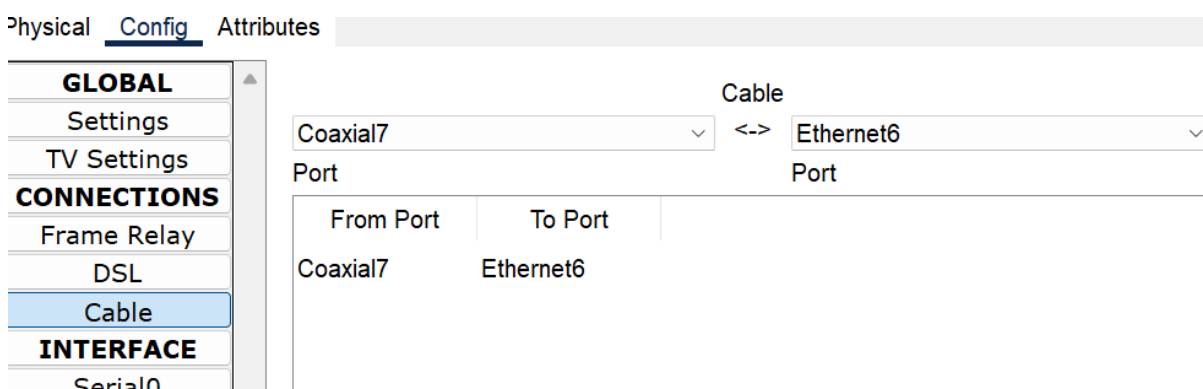 Physical Config Attributes
GLOBAL
Settings
TV Settings
CONNECTIONS
Frame Relay
DSL
Cable
INTERFACE
Serial0
Cable
Coaxial7 <-> Ethernet6
Port Port
From Port To Port
Coaxial7 Ethernet6